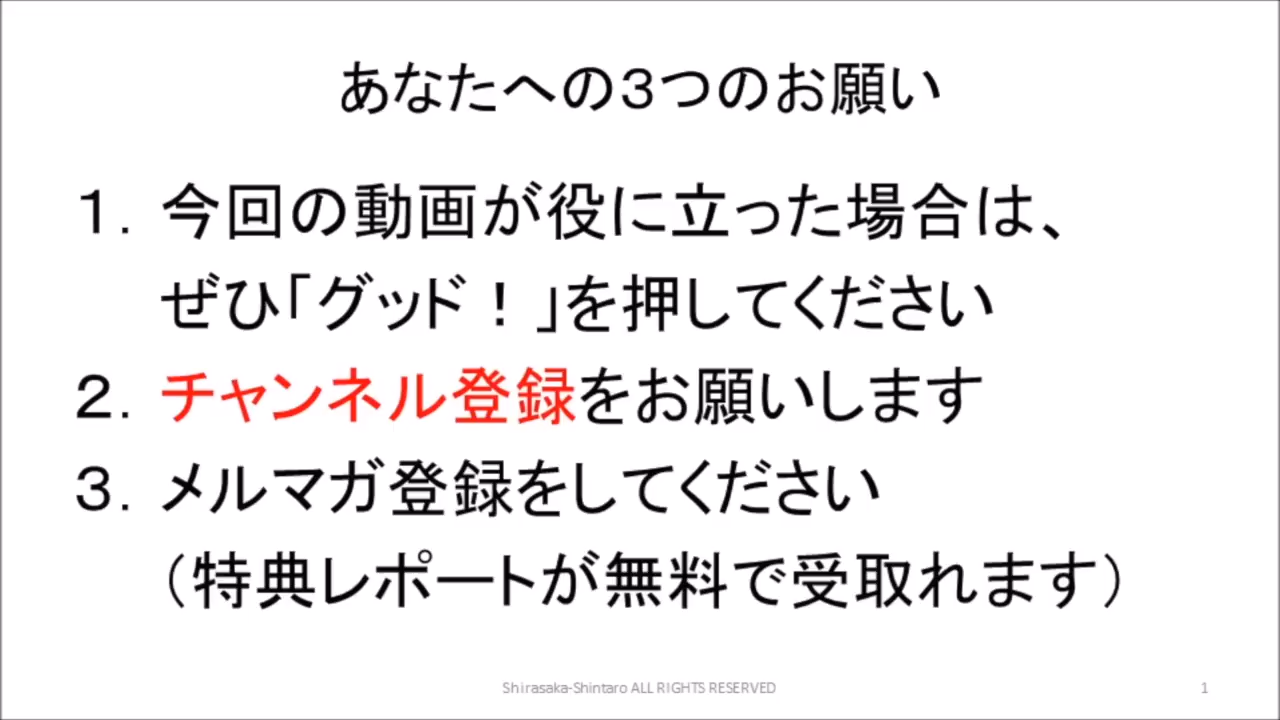 あなたへの３つのお願い
１．今回の動画が役に立った場合は、
ぜひ「グッド！」を押してください
２．チャンネル登録をお願いします
３．メルマガ登録をしてください
（特典レポートが無料で受取れます）
Shirasaka-Shintaro ALL RIGHTS RESERVED
1